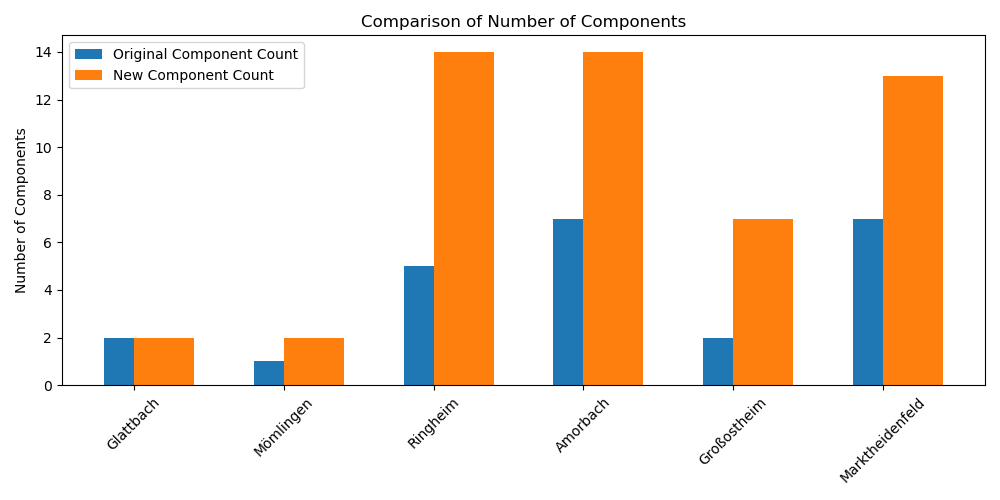 Comparison of Number of Components
Original Component Count
New Component Count
Number of Components
14
12
10
8
6
4
2
0
Glattbach
Mömlingen
Ringheim
Amorbach
Großostheim
Marktheidenfeld